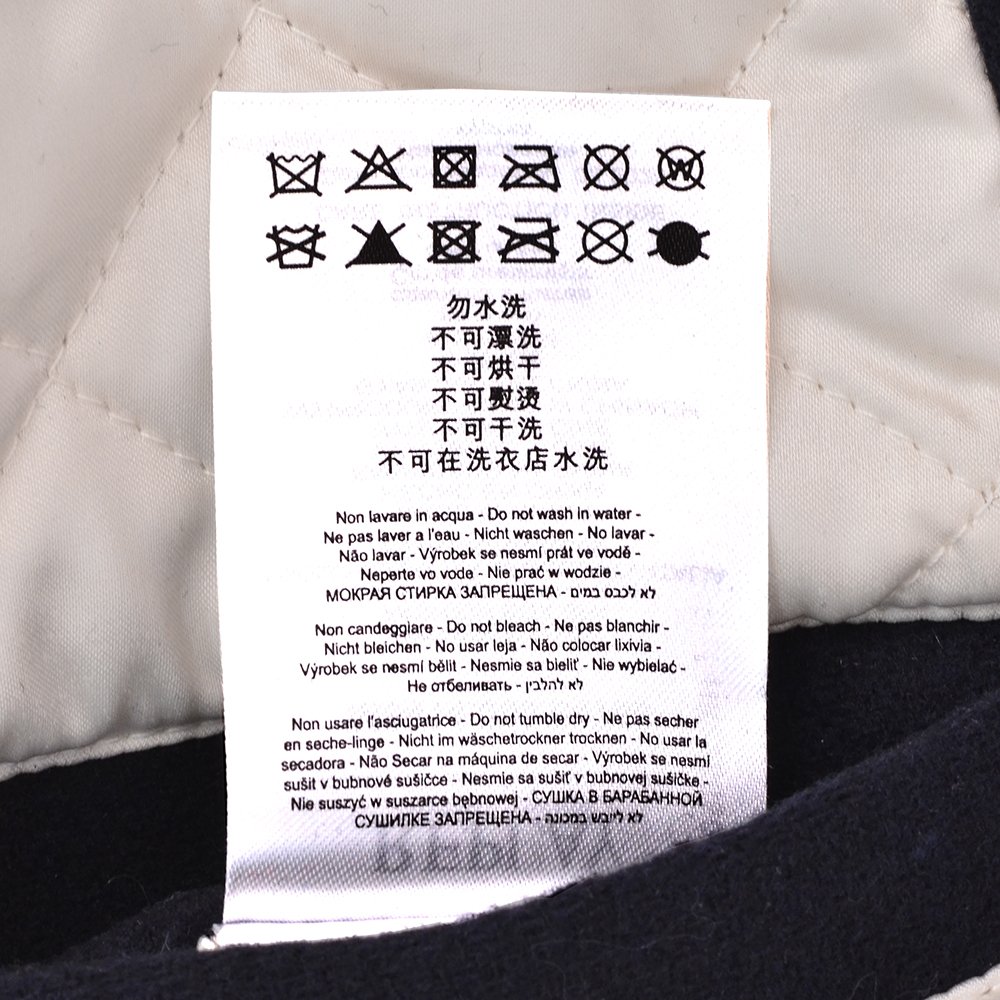 勿水洗
不可漂洗
不可烘干
不可熨烫
不可干洗
不可在洗衣店水洗
Non lavare in acqua - Do not wash in water -
Ne pas laver a l'eau - Nicht waschen - No lavar -
Não lavar - Výrobek se nesmí prát ve vodě -
Neperte vo vode - Nie prać w wodzie -
МОКРАЯ СТИРКА ЗАПРЕЩЕНА - לא לכבס במים
Non candeggiare - Do not bleach - Ne pas blanchir -
Nicht bleichen - No usar leja - Não colocar lixivia -
Výrobek se nesmí bělit - Nesmie sa bieliť - Nie wybielać -
Не отбеливать - לא להלבין
Non usare l'asciugatrice - Do not tumble dry - Ne pas secher
en seche-linge - Nicht im wäschetrockner trocknen - No usar la
secadora - Não Secar na máquina de secar - Výrobek se nesmí
sušit v bubnové sušičce - Nesmie sa sušiť v bubnovej sušičke -
Nie suszyć w suszarce bębnowej - СУШКА В БАРАБАННОЙ
СУШИЛКЕ ЗАПРЕЩЕНА - לא לייבש במכונה